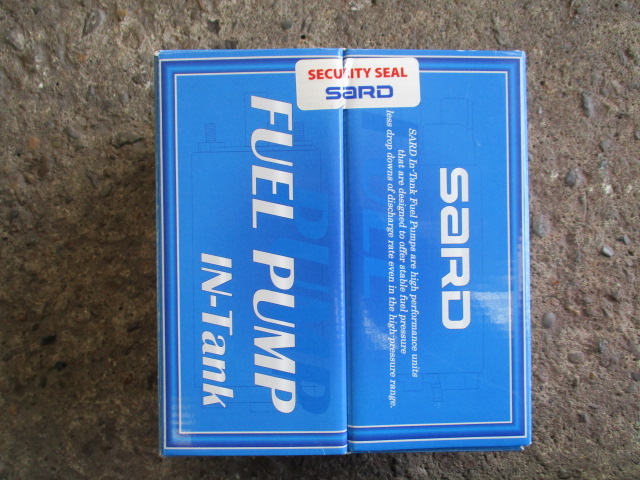 SECURITY SEAL
SARD
SARD
SARD In-Tank Fuel Pumps are high performance units
that are designed to offer stable fuel pressure
less drop downs of discharge rate even in the high-pressure range.
FUEL PUMP
IN-Tank